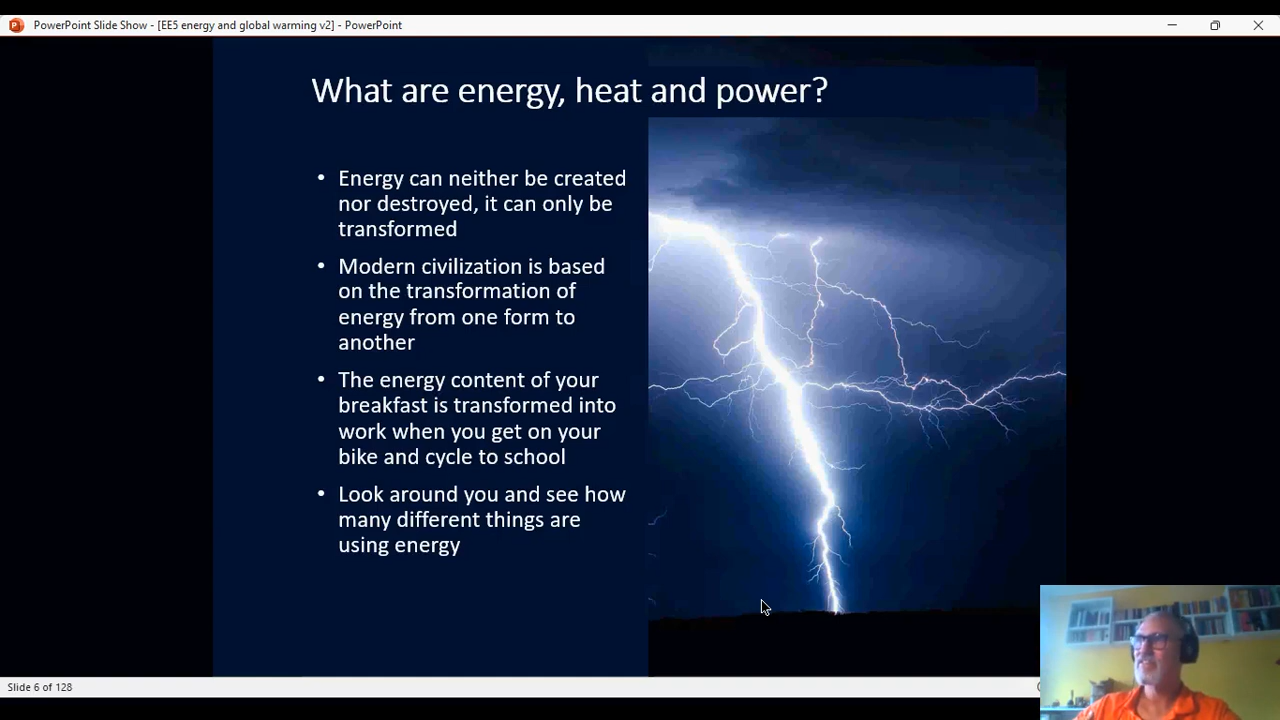 PowerPoint Slide Show - [EE5 energy and global warming v2] - PowerPoint
What are energy, heat and power?
• Energy can neither be created
nor destroyed, it can only be
transformed
• Modern civilization is based
on the transformation of
energy from one form to
another
• The energy content of your
breakfast is transformed into
work when you get on your
bike and cycle to school
• Look around you and see how
many different things are
using energy
Slide 6 of 128